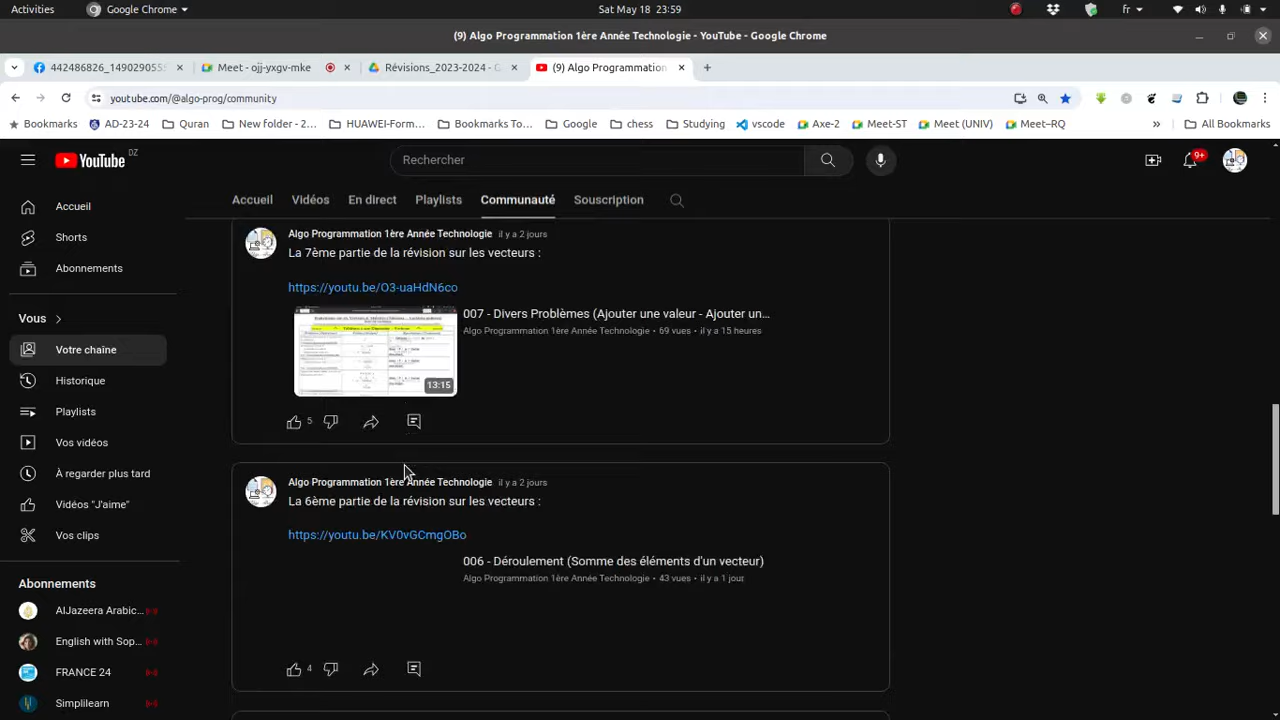 Activities
Google Chrome
Sat May 18 23:59
fr
(9) Algo Programmation 1ère Année Technologie - YouTube - Google Chrome
442486826_149029055
Meet - ojj-yxgv-mke
Révisions_2023-2024 - G
(9) Algo Programmation
youtube.com/@algo-prog/community
Bookmarks
AD-23-24
Quran
New folder - 2...
HUAWEI-Form...
Bookmarks To...
Google
chess
Studying
vscode
Axe-2
Meet-ST
Meet (UNIV)
Meet–RQ
»
All Bookmarks
YouTube DZ
Rechercher
9+
Accueil
Vidéos
En direct
Playlists
Communauté
Souscription
Accueil
Shorts
Abonnements
Vous
Votre chaîne
Historique
Playlists
Vos vidéos
À regarder plus tard
Vidéos "J'aime"
Vos clips
Abonnements
AlJazeera Arabic...
English with Sop...
FRANCE 24
Simplilearn
Algo Programmation 1ère Année Technologie il y a 2 jours
La 7ème partie de la révision sur les vecteurs :
https://youtu.be/O3-uaHdN6co
007 - Divers Problèmes (Ajouter une valeur - Ajouter un...
Algo Programmation 1ère Année Technologie • 69 vues • il y a 15 heures
13:15
5
Algo Programmation 1ère Année Technologie il y a 2 jours
La 6ème partie de la révision sur les vecteurs :
https://youtu.be/KV0vGCmgOBo
006 - Déroulement (Somme des éléments d'un vecteur)
Algo Programmation 1ère Année Technologie • 43 vues • il y a 1 jour
4